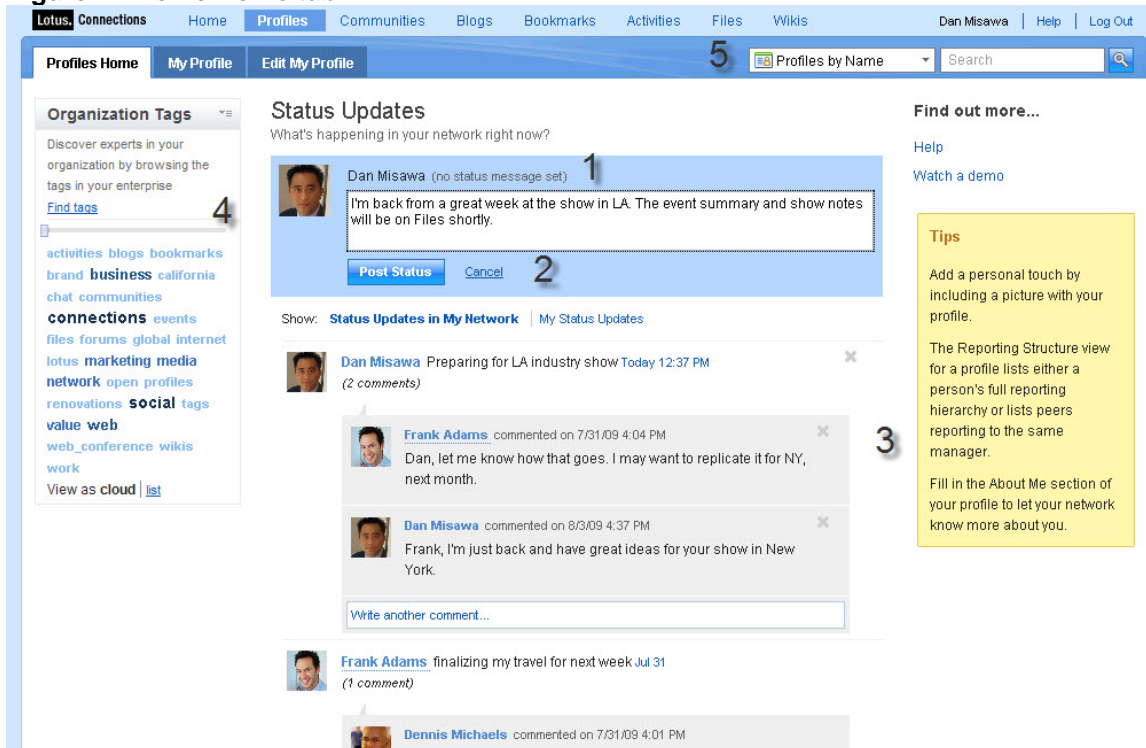 Lotus. Connections Home Profiles Communities Blogs Bookmarks Activities Files Wikis Dan Misawa | Help | Log Out
Profiles Home My Profile Edit My Profile 5 Profiles by Name Search
Organization Tags
Discover experts in your
organization by browsing the
tags in your enterprise
Find tags
4
activities blogs bookmarks
brand business california
chat communities
connections events
files forums global internet
lotus marketing media
network open profiles
renovations social tags
value web
web_conference wikis
work
View as cloud | list
Status Updates
What's happening in your network right now?
Dan Misawa (no status message set) 1
I'm back from a great week at the show in LA. The event summary and show notes
will be on Files shortly.
Post Status Cancel 2
Show: Status Updates in My Network | My Status Updates
Dan Misawa Preparing for LA industry show Today 12:37 PM
(2 comments)
Frank Adams commented on 7/31/09 4:04 PM
Dan, let me know how that goes. I may want to replicate it for NY,
next month.
3
Dan Misawa commented on 8/3/09 4:37 PM
Frank, I'm just back and have great ideas for your show in New
York.
Write another comment...
Frank Adams finalizing my travel for next week Jul 31
(1 comment)
Dennis Michaels commented on 7/31/09 4:01 PM
Find out more...
Help
Watch a demo
Tips
Add a personal touch by
including a picture with your
profile.
The Reporting Structure view
for a profile lists either a
person's full reporting
hierarchy or lists peers
reporting to the same
manager.
Fill in the About Me section of
your profile to let your network
know more about you.